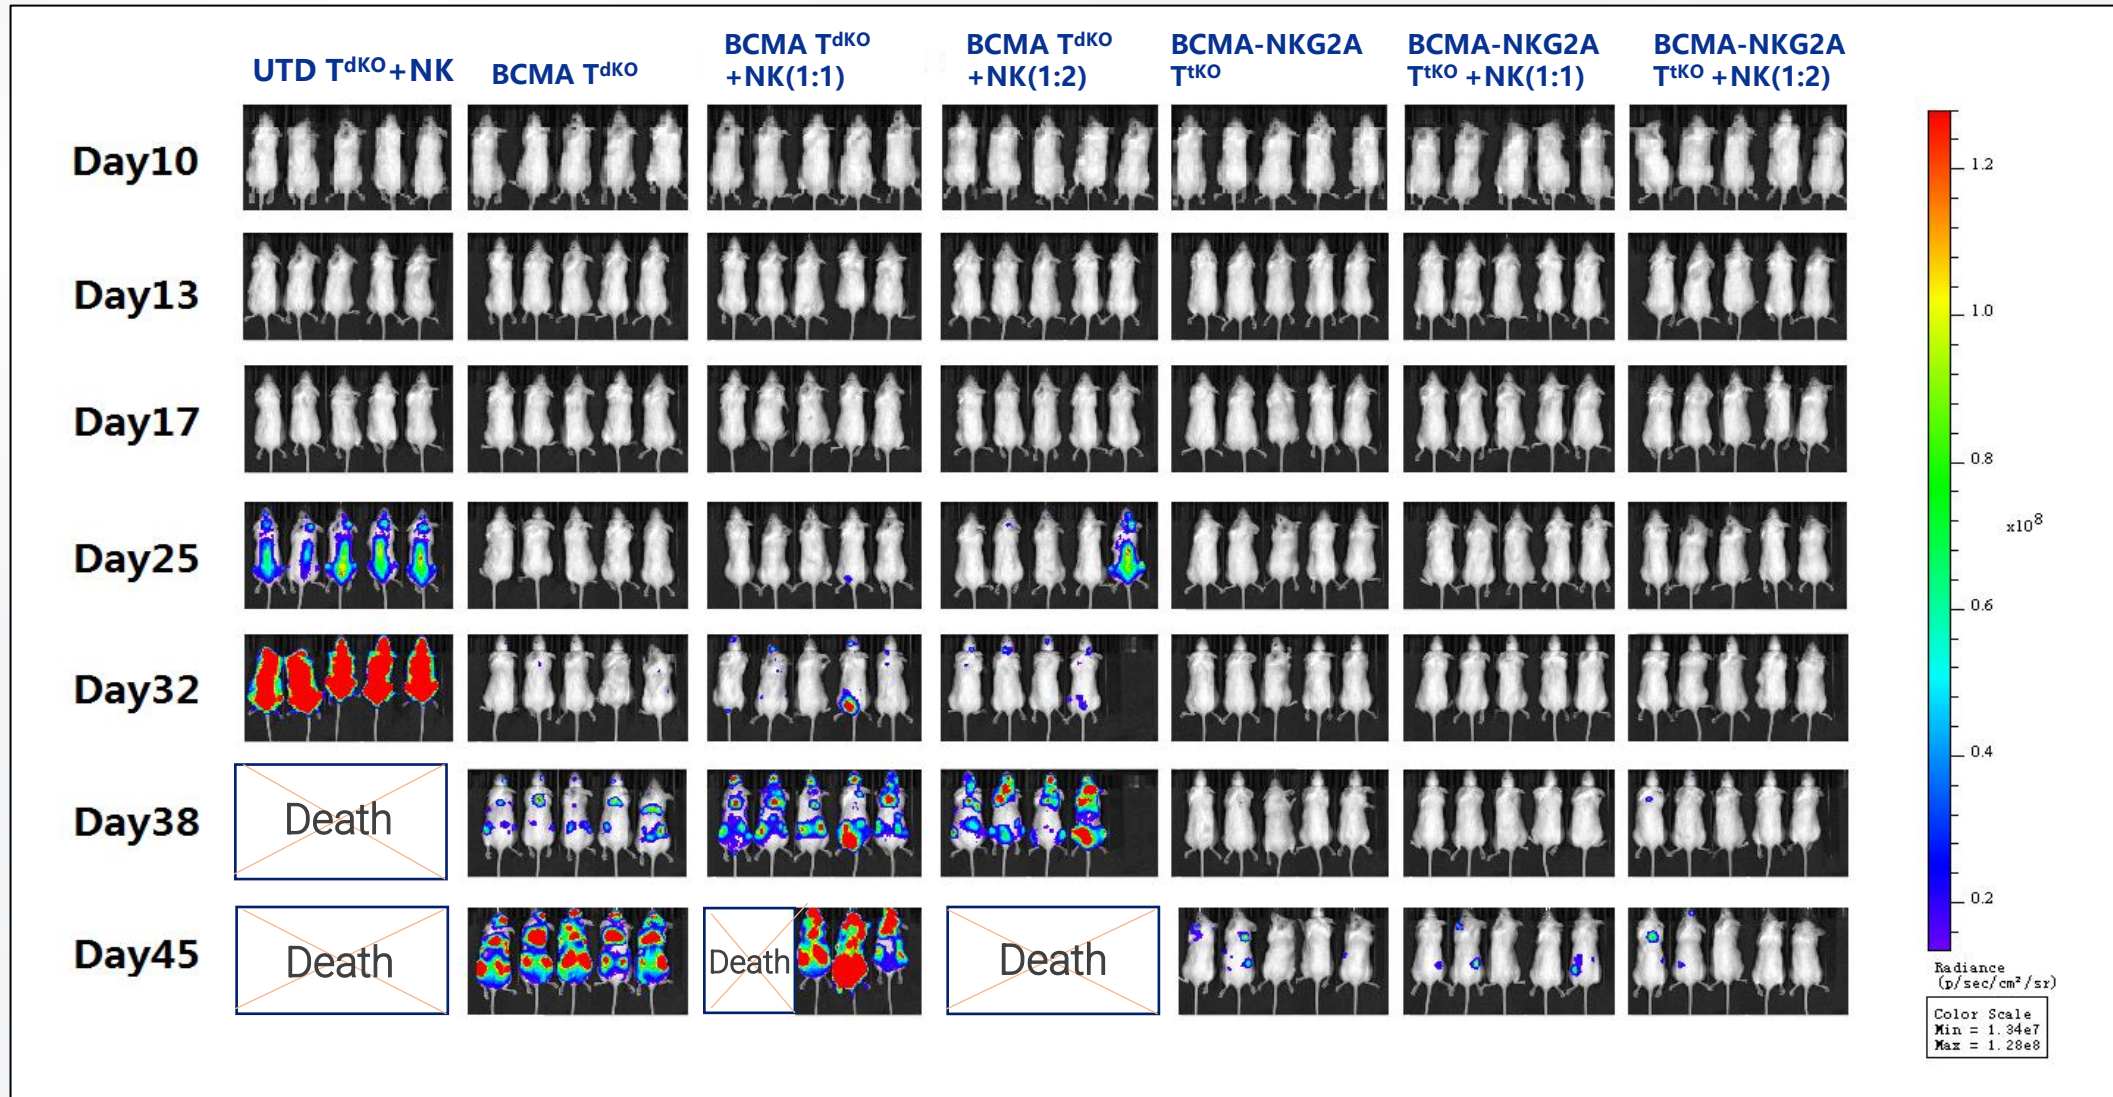 UTD TdKO+NK
BCMA TdKO
BCMA TdKO
+NK(1:1)
BCMA TdKO
+NK(1:2)
BCMA-NKG2A
TtKO
BCMA-NKG2A
TtKO +NK(1:1)
BCMA-NKG2A
TtKO +NK(1:2)
Day10
Day13
Day17
Day25
Day32
Day38
Death
Day45
Death
Death
Death
1.2
1.0
0.8
x108
0.6
0.4
0.2
Radiance
(p/sec/cm²/sr)
Color Scale
Min = 1.34e7
Max = 1.28e8